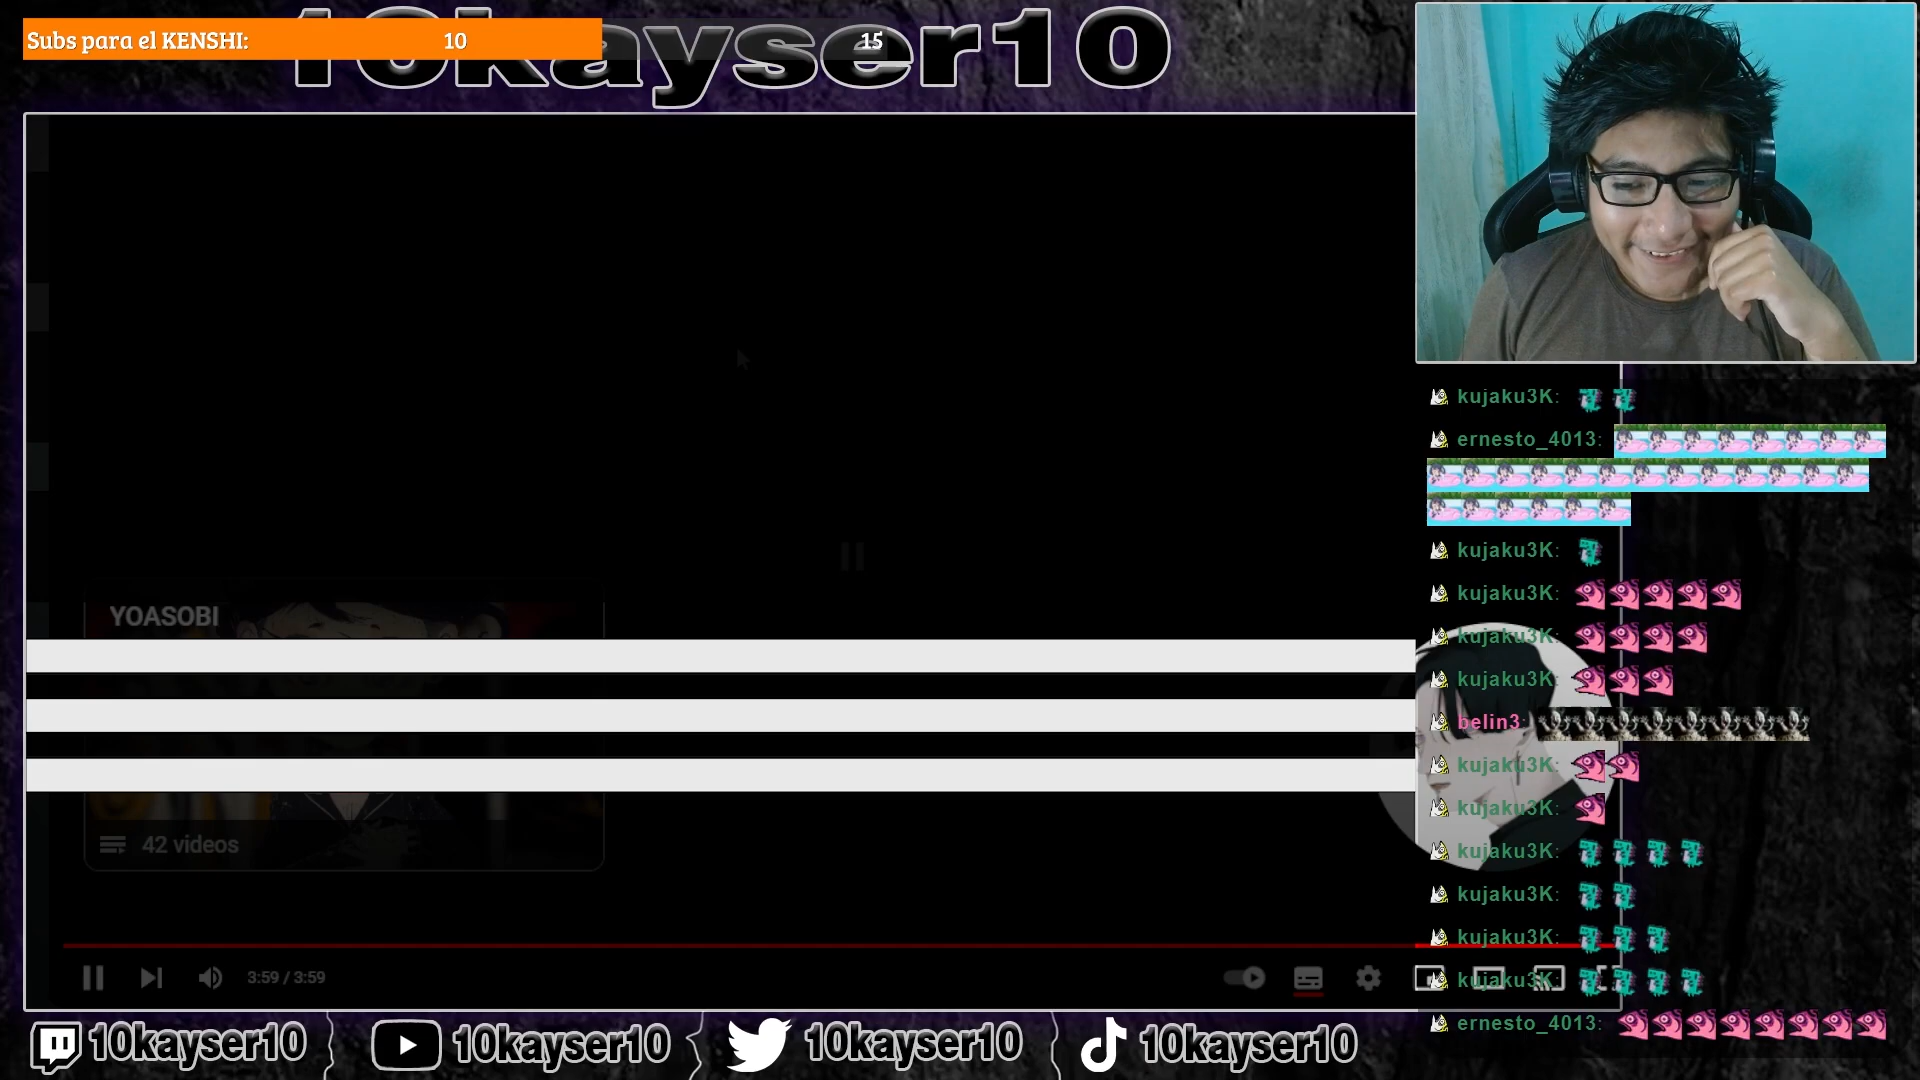 10kayser10
Subs para el KENSHI: 10 15
YOASOBI
42 videos
3:59 / 3:59
kujaku3K:
ernesto_4013:
kujaku3K:
kujaku3K:
kujaku3K:
kujaku3K:
belin3:
kujaku3K:
kujaku3K:
kujaku3K:
kujaku3K:
kujaku3K:
kujaku3K:
ernesto_4013:
10kayser10 10kayser10 10kayser10 10kayser10